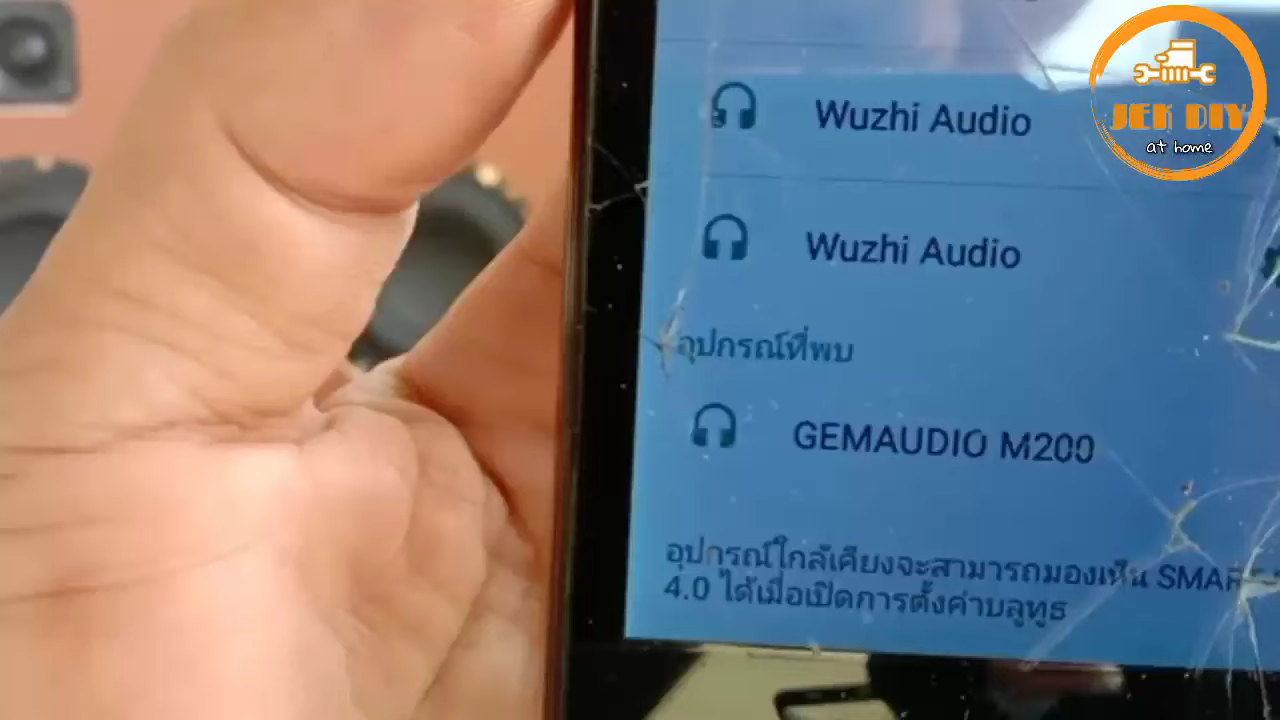 JEK DIY
at home
Wuzhi Audio
Wuzhi Audio
อุปกรณ์ที่พบ
GEMAUDIO M200
อุปกรณ์ใกล้เคียงจะสามารถมองเห็น
4.0 ได้เมื่อเปิดการตั้งค่าบลูทูธ